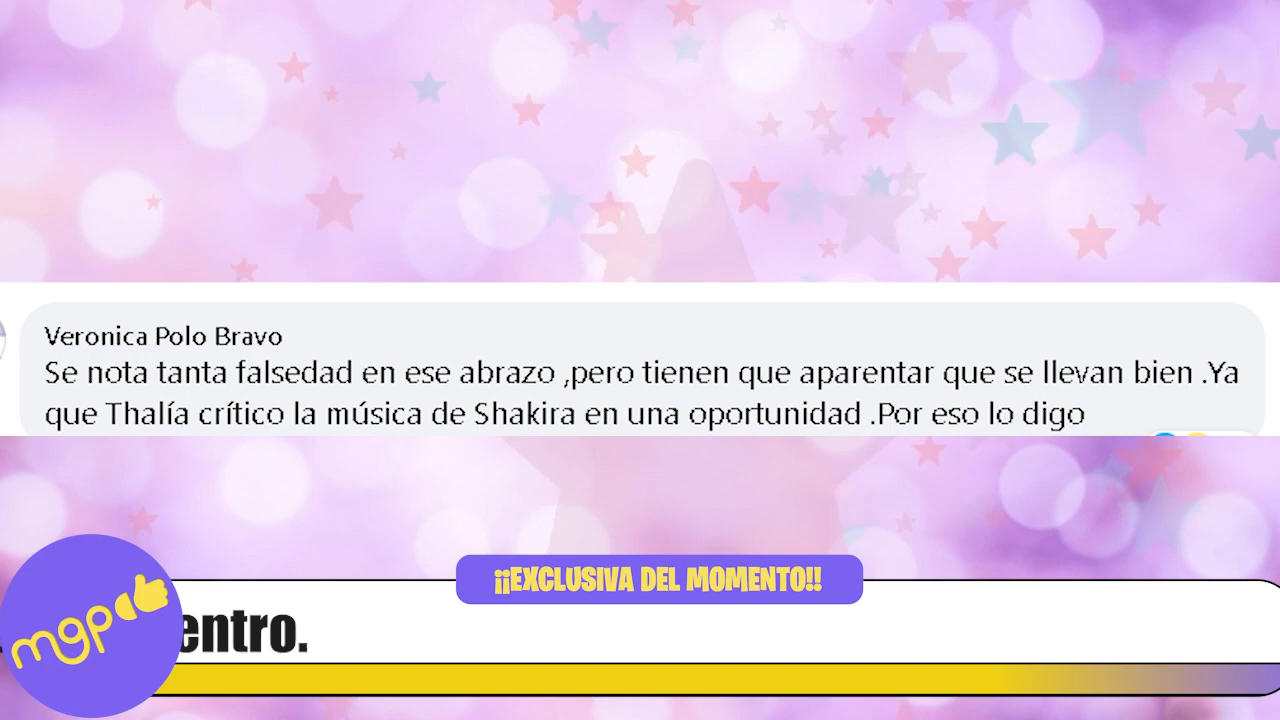 Veronica Polo Bravo
Se nota tanta falsedad en ese abrazo ,pero tienen que aparentar que se llevan bien .Ya
que Thalía crítico la música de Shakira en una oportunidad .Por eso lo digo
¡¡EXCLUSIVA DEL MOMENTO!!
entro.
mgp